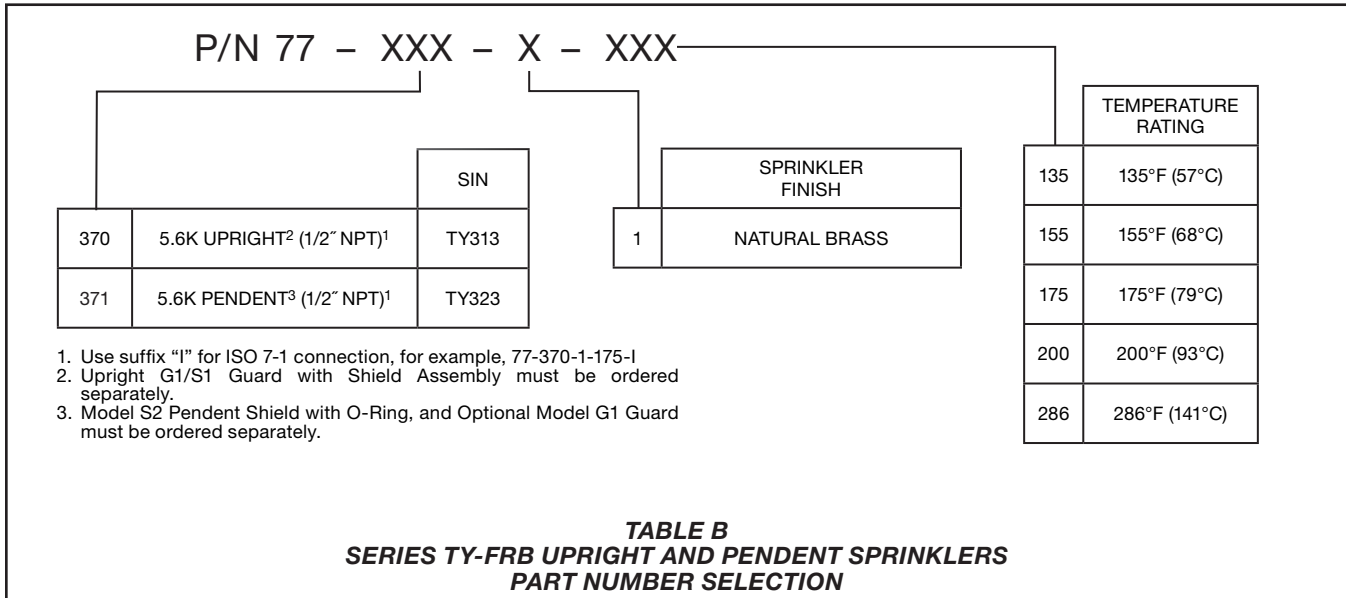 P/N 77 – XXX – X – XXX
SIN
370 5.6K UPRIGHT² (1/2˝ NPT)¹ TY313
371 5.6K PENDENT³ (1/2˝ NPT)¹ TY323
SPRINKLER
FINISH
1 NATURAL BRASS
TEMPERATURE
RATING
135 135°F (57°C)
155 155°F (68°C)
175 175°F (79°C)
200 200°F (93°C)
286 286°F (141°C)
1. Use suffix “I” for ISO 7-1 connection, for example, 77-370-1-175-I
2. Upright G1/S1 Guard with Shield Assembly must be ordered
separately.
3. Model S2 Pendent Shield with O-Ring, and Optional Model G1 Guard
must be ordered separately.
TABLE B
SERIES TY-FRB UPRIGHT AND PENDENT SPRINKLERS
PART NUMBER SELECTION